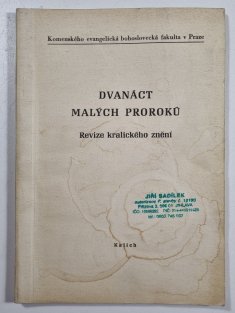 Komenského evangelická bohoslovecká fakulta v Praze
DVANÁCT
MALÝCH PROROKŮ
Revize kralického znění
JIŘÍ SADÍLEK
Kalich